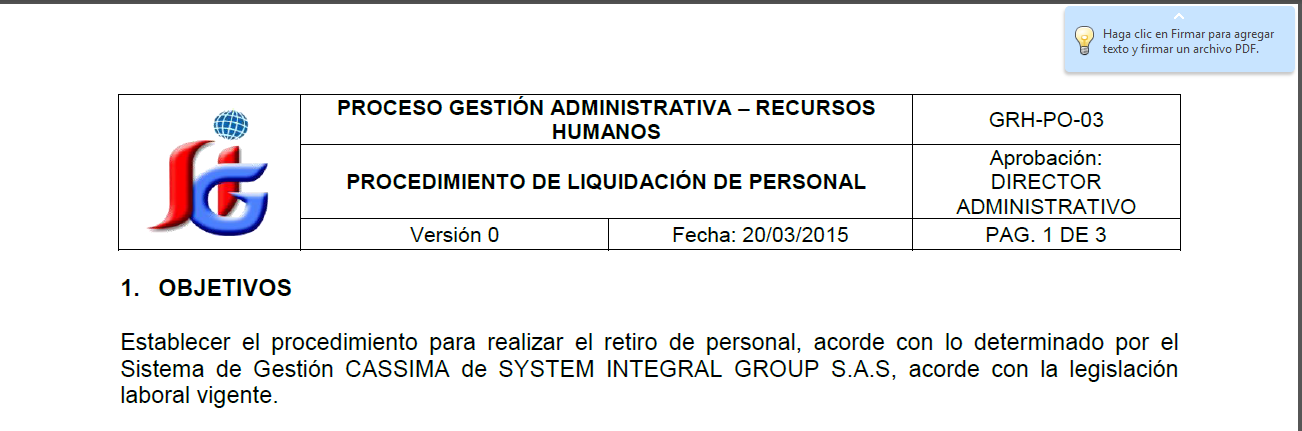 Haga clic en Firmar para agregar
texto y firmar un archivo PDF.
SIG
PROCESO GESTIÓN ADMINISTRATIVA – RECURSOS
HUMANOS
GRH-PO-03
PROCEDIMIENTO DE LIQUIDACIÓN DE PERSONAL
Aprobación:
DIRECTOR
ADMINISTRATIVO
Versión 0
Fecha: 20/03/2015
PAG. 1 DE 3
1. OBJETIVOS
Establecer el procedimiento para realizar el retiro de personal, acorde con lo determinado por el
Sistema de Gestión CASSIMA de SYSTEM INTEGRAL GROUP S.A.S, acorde con la legislación
laboral vigente.